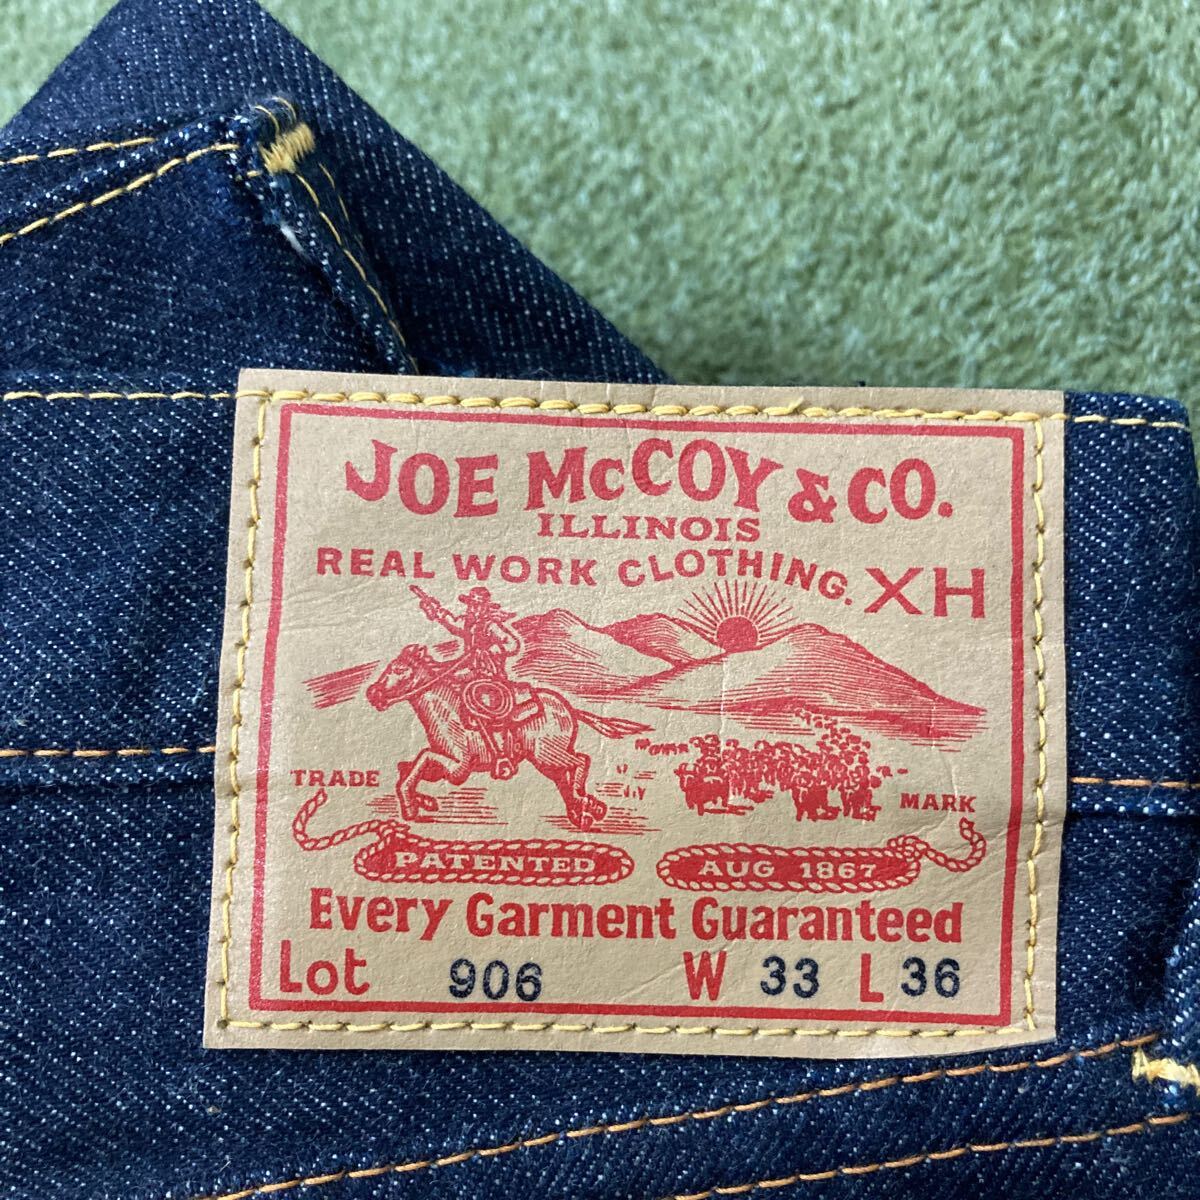 JOE McCOY & CO.
ILLINOIS
REAL WORK CLOTHING. XH
TRADE MARK
PATENTED AUG 1867
Every Garment Guaranteed
Lot 906 W 33 L 36